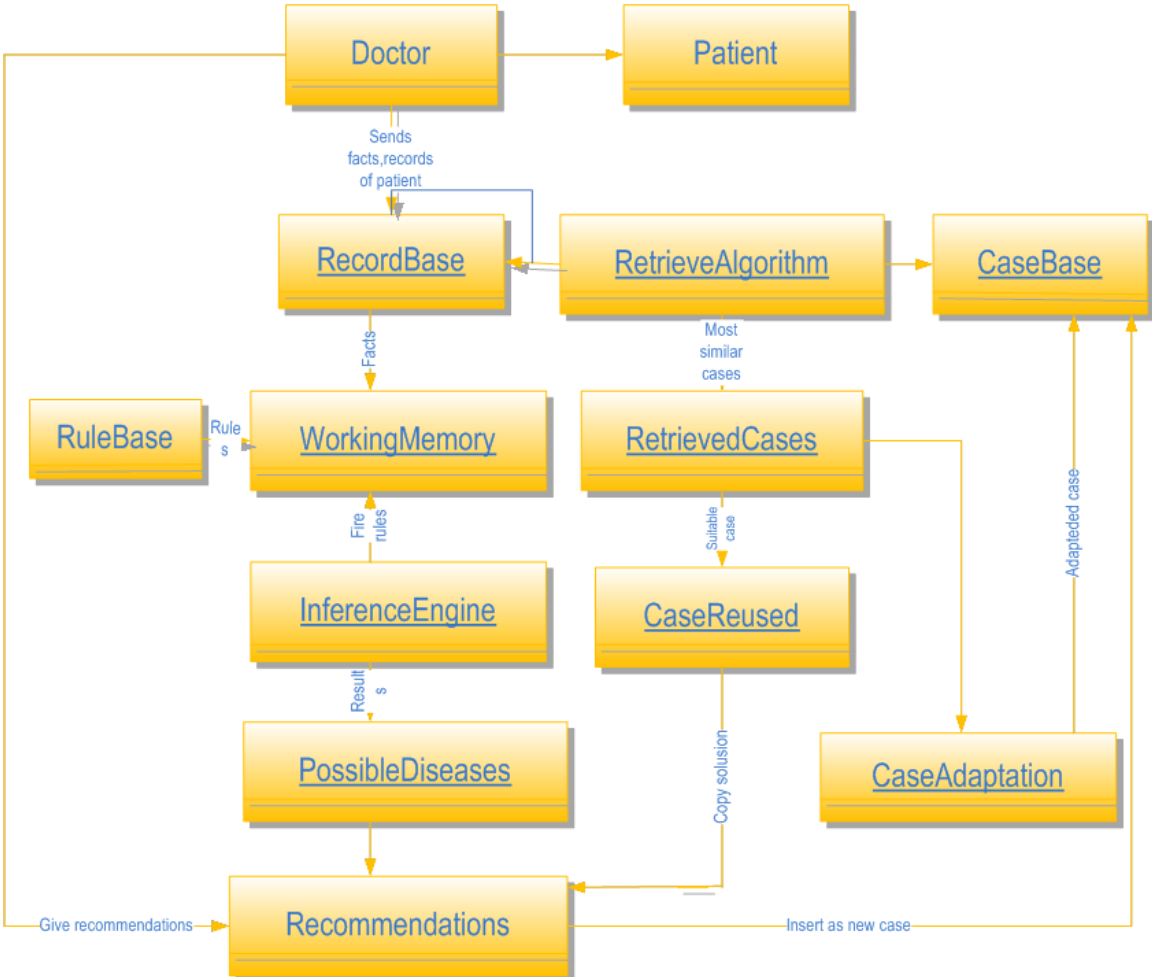 Doctor
Patient
Sends
facts,records
of patient
RecordBase
RetrieveAlgorithm
CaseBase
Facts
Most
similar
cases
RuleBase
Rule
s
WorkingMemory
RetrievedCases
Fire
rules
Suitable
case
Adapteded case
InferenceEngine
CaseReused
Result
s
PossibleDiseases
Copy solusion
CaseAdaptation
Recommendations
Give recommendations
Insert as new case